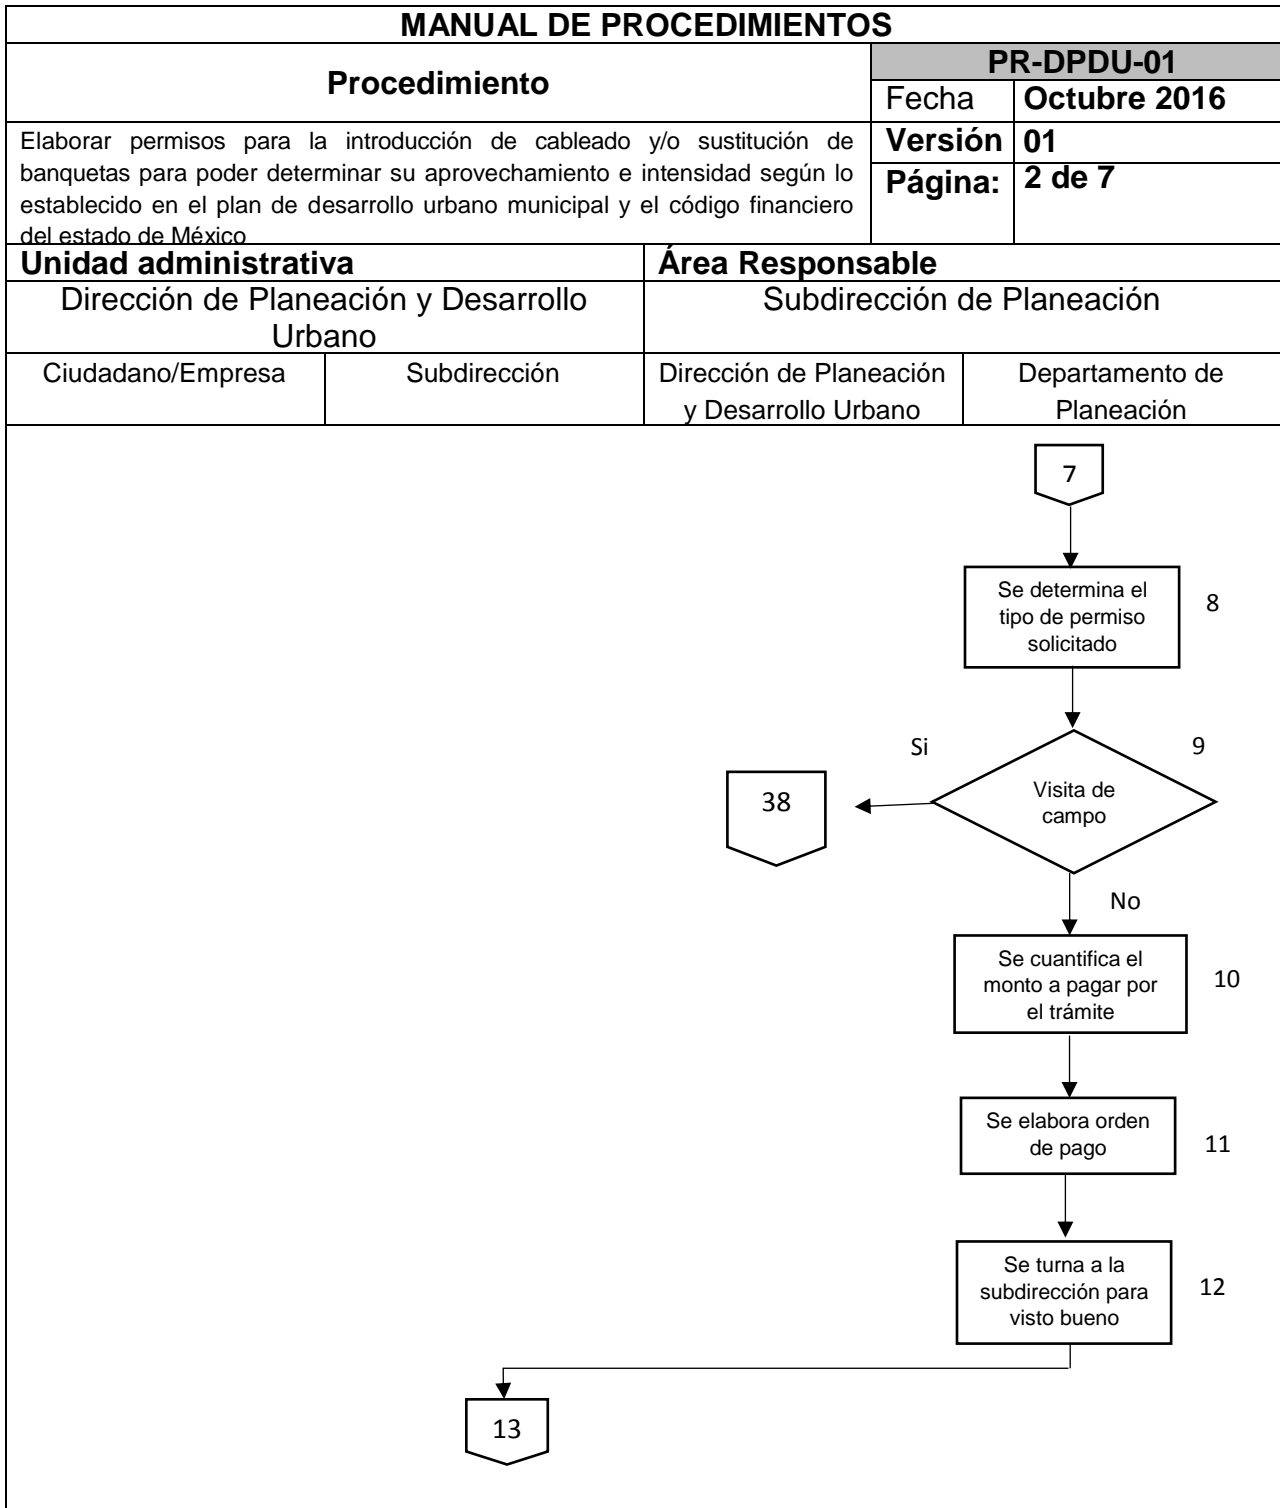 MANUAL DE PROCEDIMIENTOS
Procedimiento
PR-DPDU-01
Fecha Octubre 2016
Elaborar permisos para la introducción de cableado y/o sustitución de
banquetas para poder determinar su aprovechamiento e intensidad según lo
establecido en el plan de desarrollo urbano municipal y el código financiero
del estado de México
Versión 01
Página: 2 de 7
Unidad administrativa
Área Responsable
Dirección de Planeación y Desarrollo
Urbano
Subdirección de Planeación
Ciudadano/Empresa
Subdirección
Dirección de Planeación
y Desarrollo Urbano
Departamento de
Planeación
7
Se determina el
tipo de permiso
solicitado
8
Si
9
Visita de
campo
38
No
Se cuantifica el
monto a pagar por
el trámite
10
Se elabora orden
de pago
11
Se turna a la
subdirección para
visto bueno
12
13